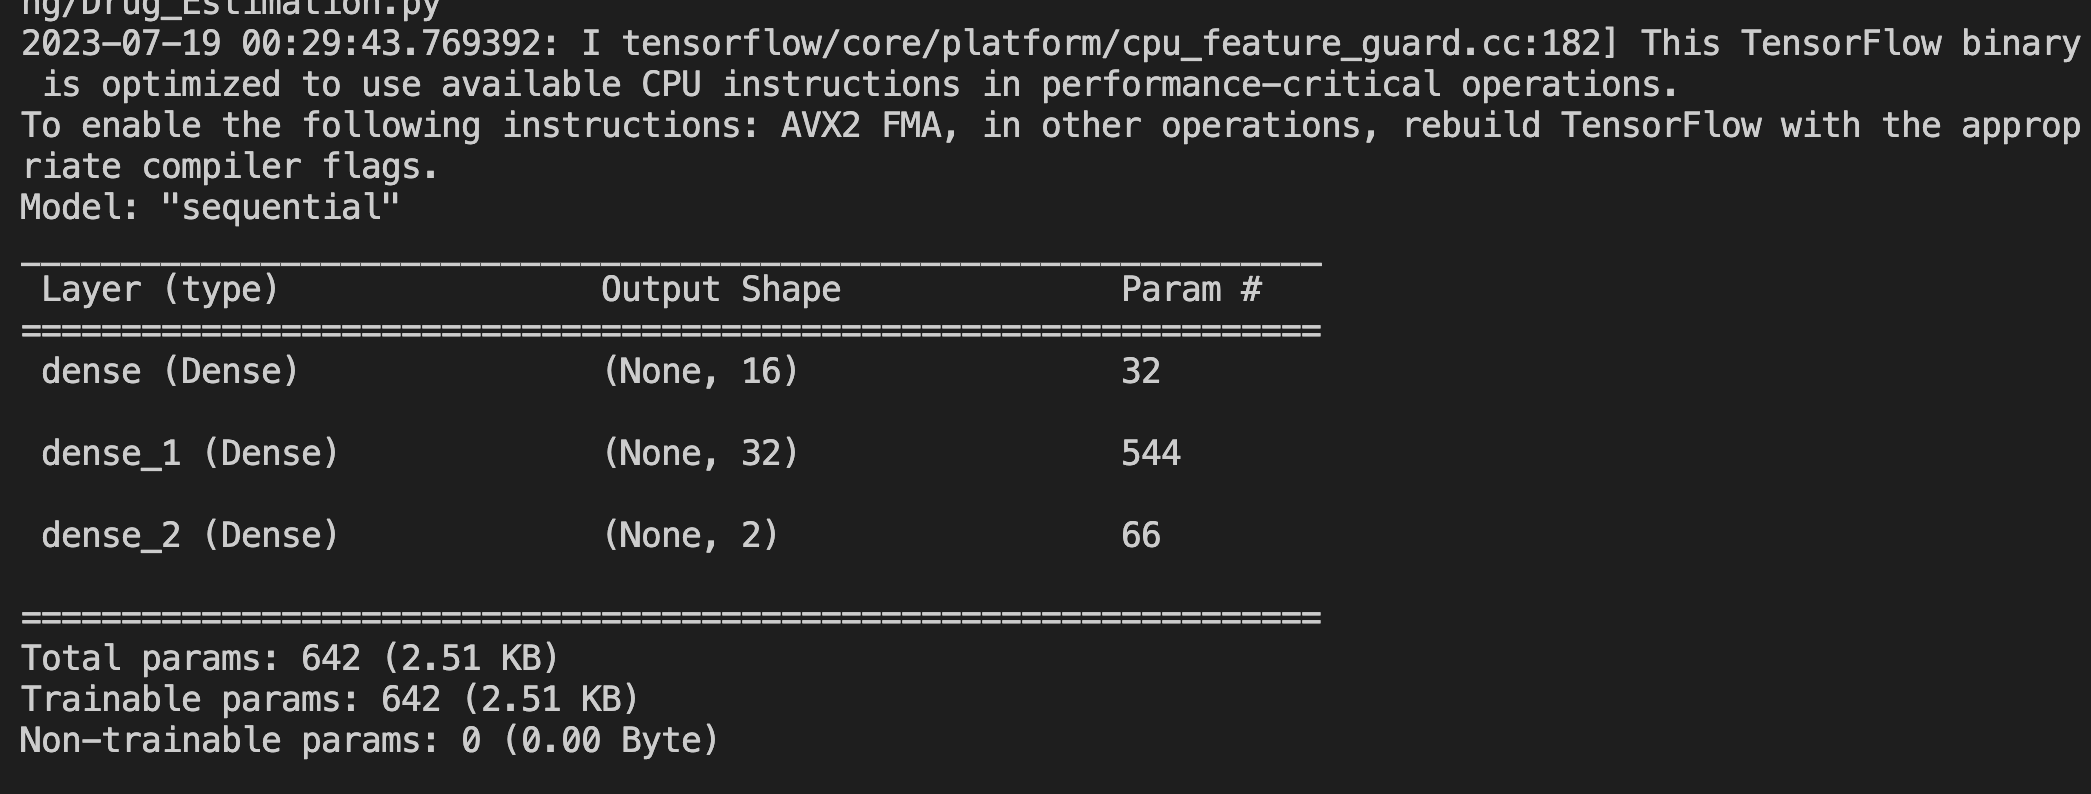 ng/Drug_Estimation.py
2023-07-19 00:29:43.769392: I tensorflow/core/platform/cpu_feature_guard.cc:182] This TensorFlow binary
 is optimized to use available CPU instructions in performance-critical operations.
To enable the following instructions: AVX2 FMA, in other operations, rebuild TensorFlow with the approp
riate compiler flags.
Model: "sequential"
_________________________________________________________________
 Layer (type)                Output Shape              Param #
=================================================================
 dense (Dense)               (None, 16)                32
 dense_1 (Dense)             (None, 32)                544
 dense_2 (Dense)             (None, 2)                 66
=================================================================
Total params: 642 (2.51 KB)
Trainable params: 642 (2.51 KB)
Non-trainable params: 0 (0.00 Byte)